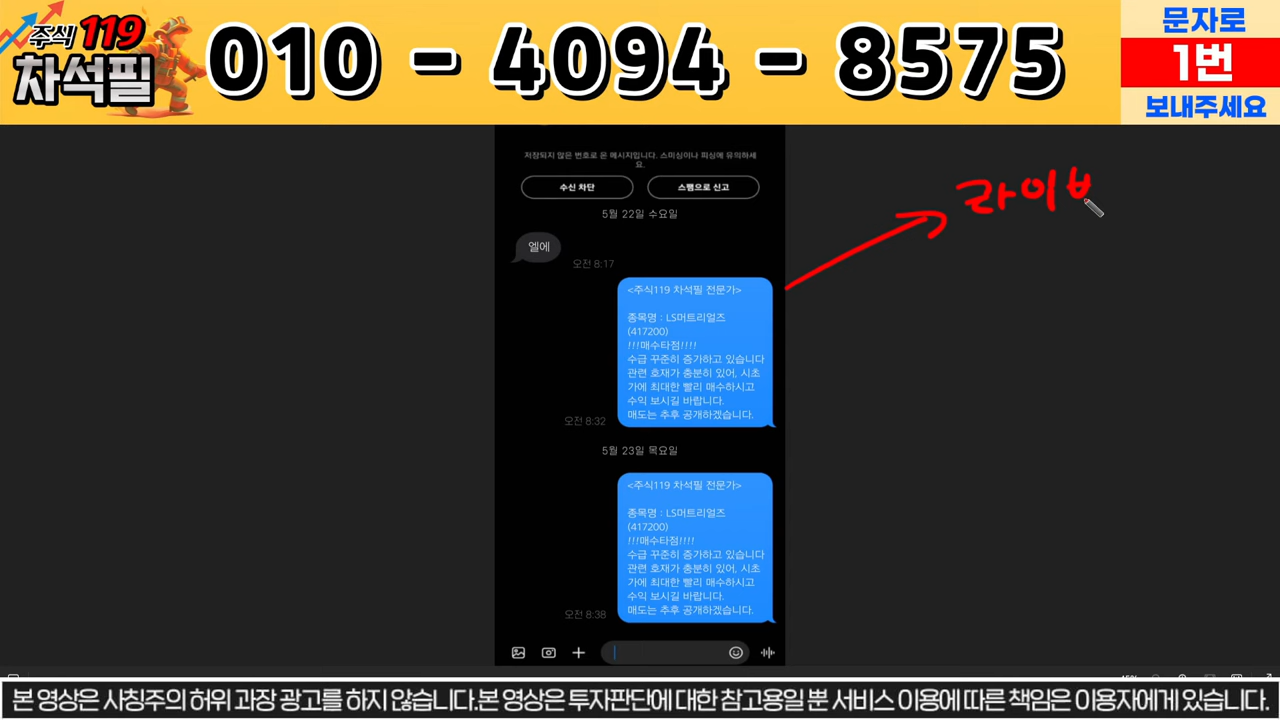 주식 119
차석필
010 - 4094 - 8575
문자로
1번
보내주세요
저장되지 않은 번호로 온 메시지입니다. 스미싱이나 피싱에 유의하세
요.
수신 차단
스팸으로 신고
5월 22일 수요일
엘에
오전 8:17
<주식119 차석필 전문가>
종목명 : LS머트리얼즈
(417200)
!!!매수타점!!!!
수급 꾸준히 증가하고 있습니다
관련 호재가 충분히 있어, 시초
가에 최대한 빨리 매수하시고
수익 보시길 바랍니다.
매도는 추후 공개하겠습니다.
오전 8:32
라이ㅂ
5월 23일 목요일
<주식119 차석필 전문가>
종목명 : LS머트리얼즈
(417200)
!!!매수타점!!!!
수급 꾸준히 증가하고 있습니다
관련 호재가 충분히 있어, 시초
가에 최대한 빨리 매수하시고
수익 보시길 바랍니다.
매도는 추후 공개하겠습니다.
오전 8:38
본 영상은 사칭주의 허위 과장 광고를 하지 않습니다.본 영상은 투자판단에 대한 참고용일 뿐 서비스 이용에 따른 책임은 이용자에게 있습니다.